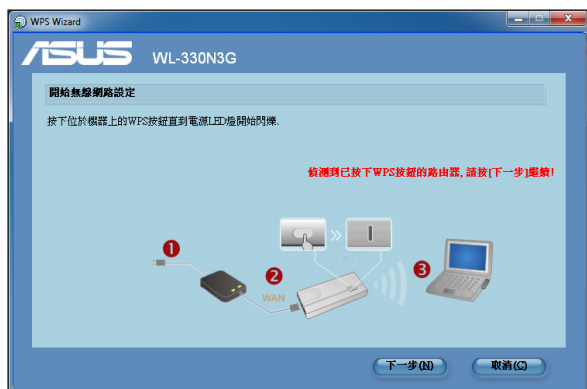 WPS Wizard
ASUS WL-330N3G
開始無線網路設定
按下位於機器上的WPS按鈕直到電源LED燈開始閃爍.
偵測到已按下WPS按鈕的路由器, 請按[下一步]繼續!
1
2
WAN
3
下一步(N)
取消(C)